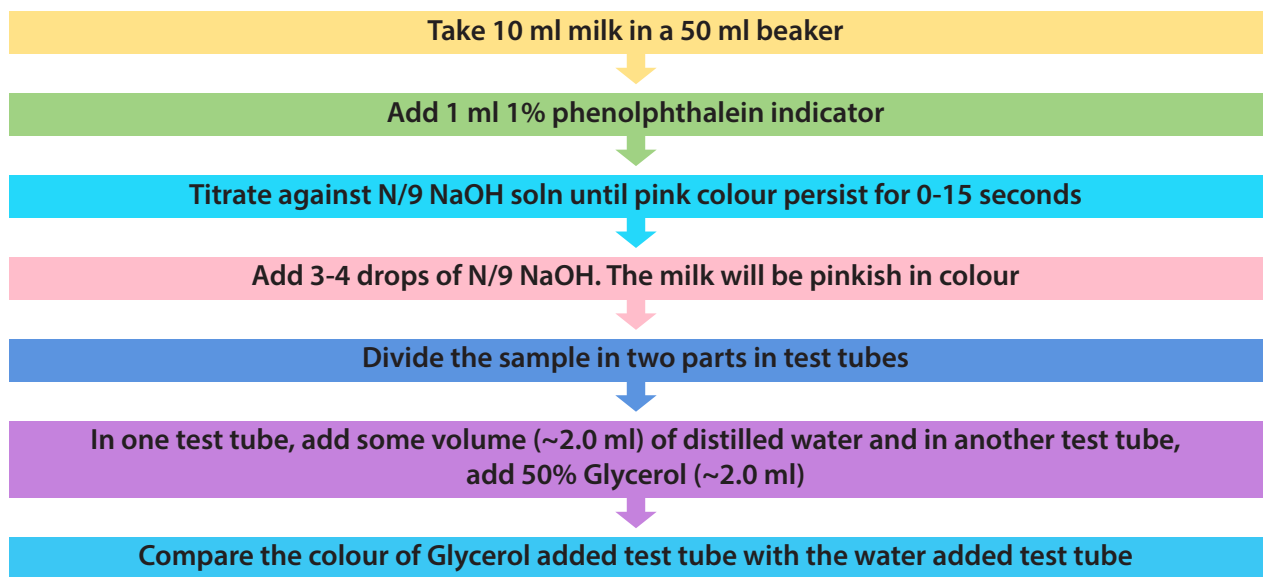 Take 10 ml milk in a 50 ml beaker
Add 1 ml 1% phenolphthalein indicator
Titrate against N/9 NaOH soln until pink colour persist for 0-15 seconds
Add 3-4 drops of N/9 NaOH. The milk will be pinkish in colour
Divide the sample in two parts in test tubes
In one test tube, add some volume (~2.0 ml) of distilled water and in another test tube,
add 50% Glycerol (~2.0 ml)
Compare the colour of Glycerol added test tube with the water added test tube